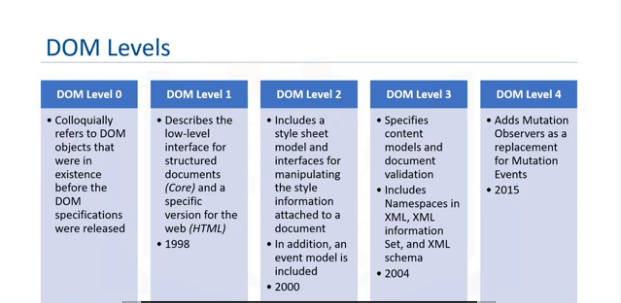 DOM Levels
DOM Level 0
• Colloquially
refers to DOM
objects that
were in
existence
before the
DOM
specifications
were released
DOM Level 1
• Describes the
low-level
interface for
structured
documents
(Core) and a
specific
version for the
web (HTML)
• 1998
DOM Level 2
• Includes a
style sheet
model and
interfaces for
manipulating
the style
information
attached to a
document
• In addition, an
event model is
included
• 2000
DOM Level 3
• Specifies
content
models and
document
validation
• Includes
Namespaces in
XML, XML
information
Set, and XML
schema
• 2004
DOM Level 4
• Adds Mutation
Observers as a
replacement
for Mutation
Events
• 2015